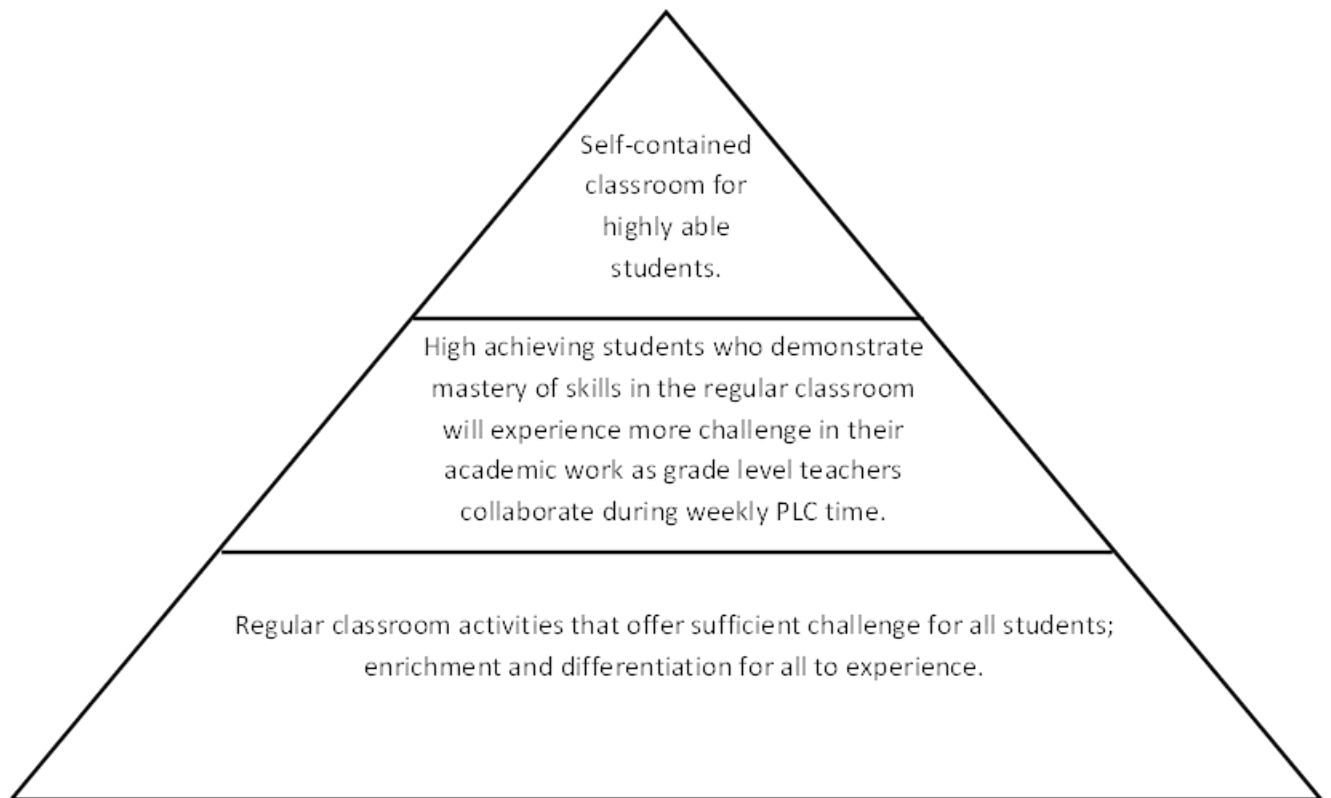 Self-contained
classroom for
highly able
students.
High achieving students who demonstrate
mastery of skills in the regular classroom
will experience more challenge in their
academic work as grade level teachers
collaborate during weekly PLC time.
Regular classroom activities that offer sufficient challenge for all students;
enrichment and differentiation for all to experience.